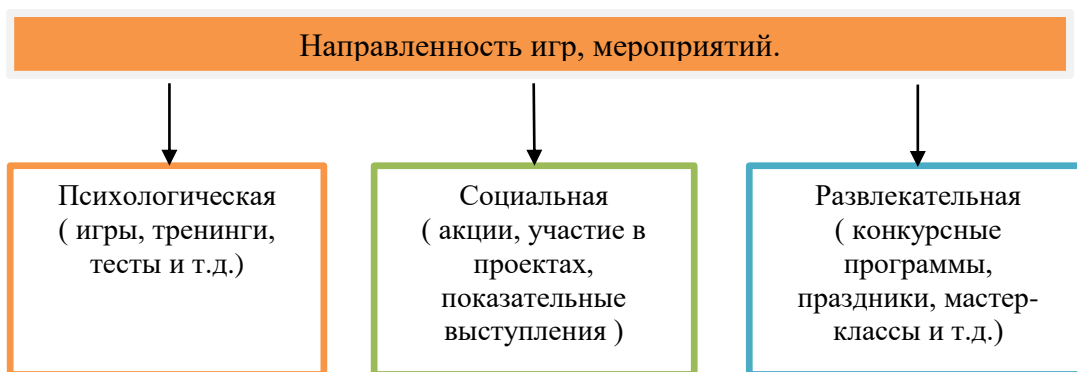 Направленность игр, мероприятий.
Психологическая
( игры, тренинги,
тесты и т.д.)
Социальная
( акции, участие в
проектах,
показательные
выступления )
Развлекательная
( конкурсные
программы,
праздники, мастер-
классы и т.д.)